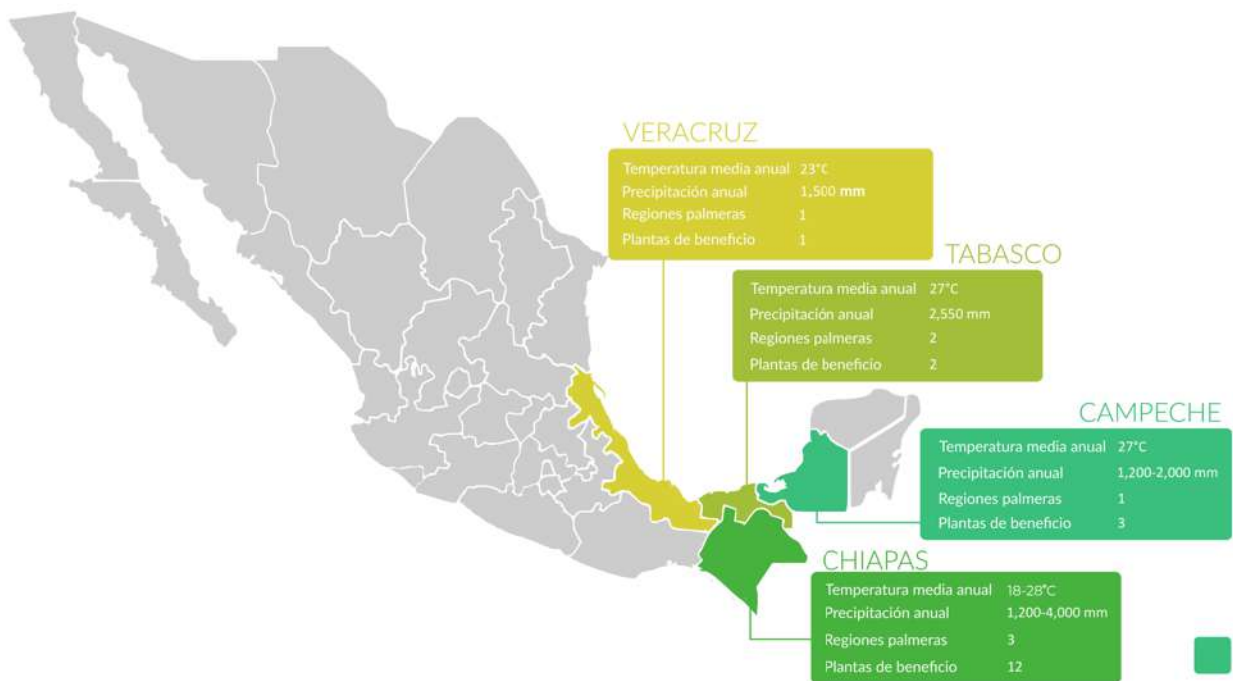 VERACRUZ
Temperatura media anual 23°C
Precipitación anual 1,500 mm
Regiones palmeras 1
Plantas de beneficio 1
TABASCO
Temperatura media anual 27°C
Precipitación anual 2,550 mm
Regiones palmeras 2
Plantas de beneficio 2
CAMPECHE
Temperatura media anual 27°C
Precipitación anual 1,200-2,000 mm
Regiones palmeras 1
Plantas de beneficio 3
CHIAPAS
Temperatura media anual 18-28°C
Precipitación anual 1,200-4,000 mm
Regiones palmeras 3
Plantas de beneficio 12